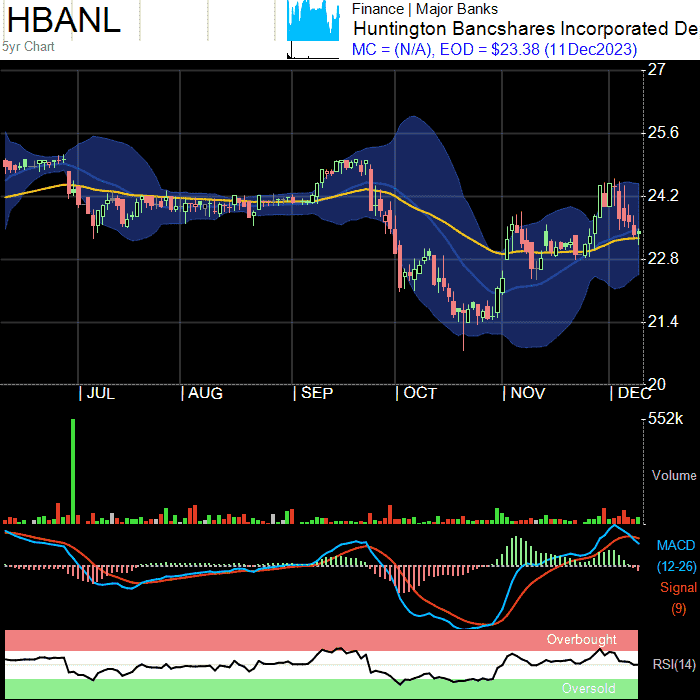 HBANL
5yr Chart
Finance | Major Banks
Huntington Bancshares Incorporated De
MC = (N/A), EOD = $23.38 (11Dec2023)
27
25.6
24.2
22.8
21.4
20
| JUL | AUG | SEP | OCT | NOV | DEC
552k
Volume
MACD
(12-26)
Signal
(9)
Overbought
RSI(14)
Oversold